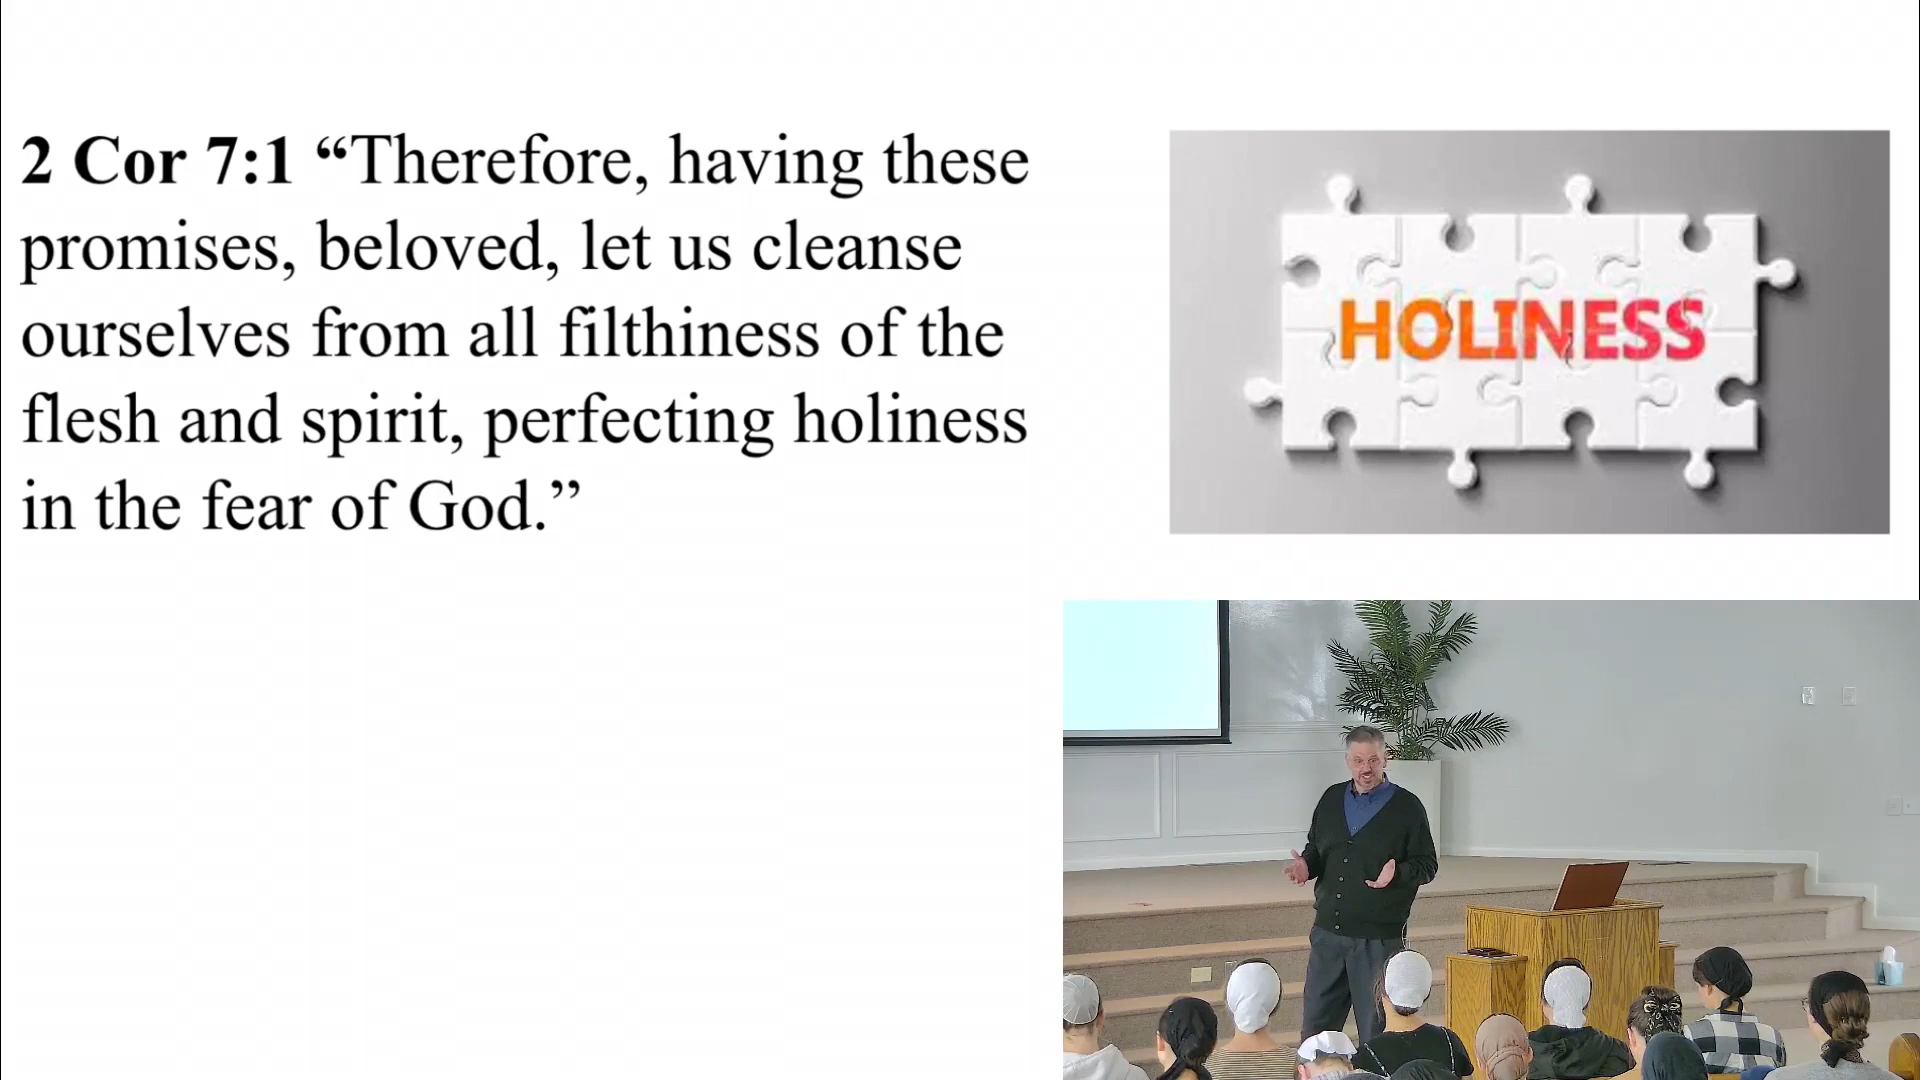 2 Cor 7:1 “Therefore, having these
promises, beloved, let us cleanse
ourselves from all filthiness of the
flesh and spirit, perfecting holiness
in the fear of God.”
HOLINESS